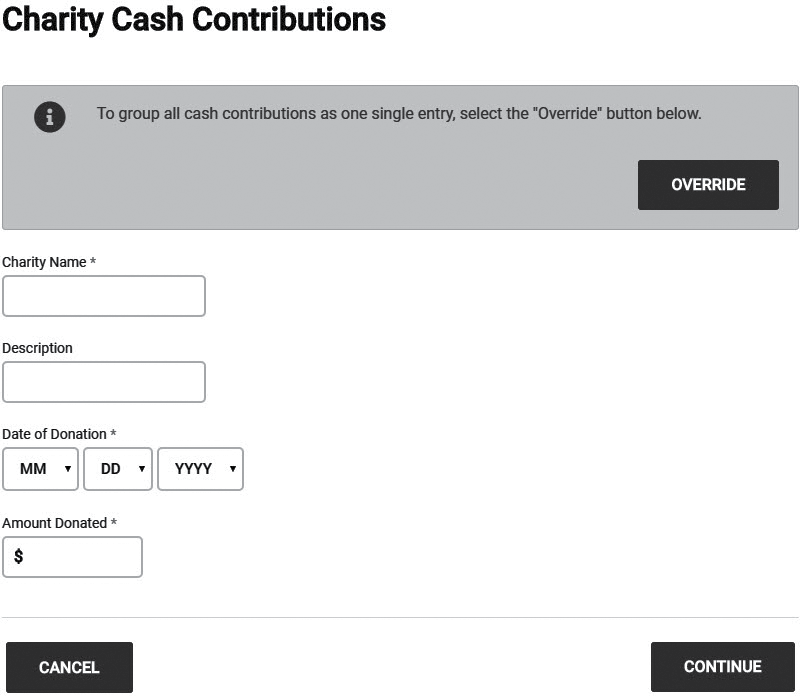 Charity Cash Contributions
To group all cash contributions as one single entry, select the "Override" button below.
OVERRIDE
Charity Name *
Description
Date of Donation *
MM DD YYYY
Amount Donated *
$
CANCEL CONTINUE